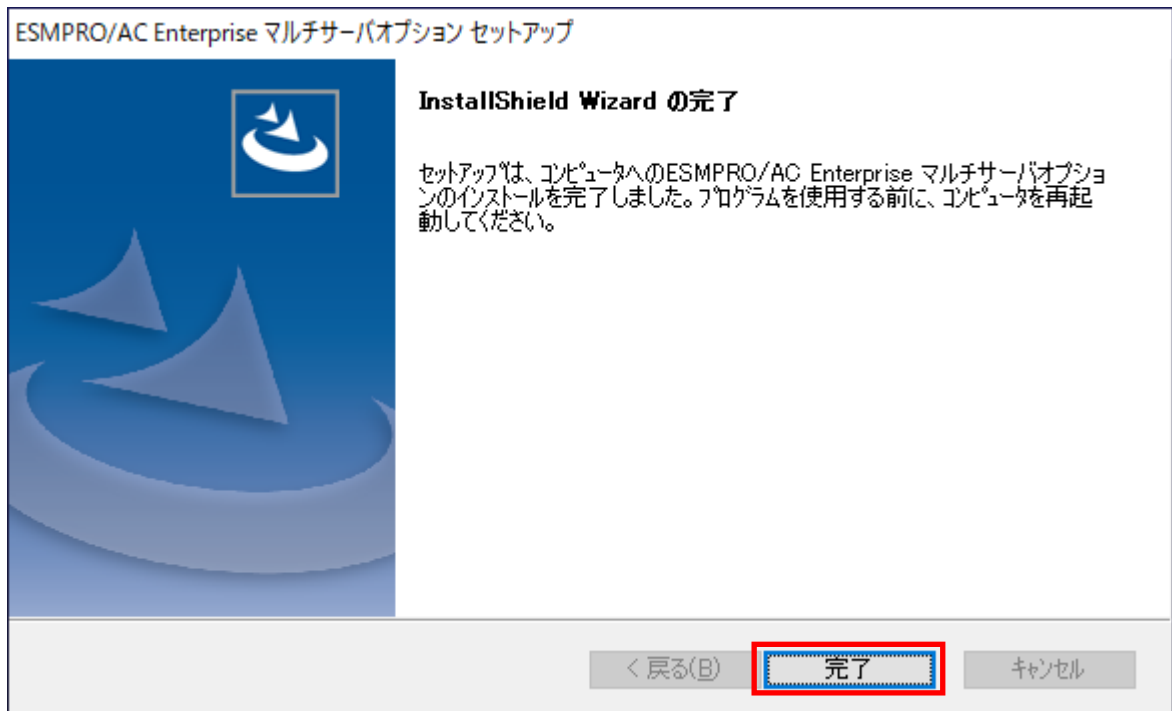 ESMPRO/AC Enterprise マルチサーバオプション セットアップ
InstallShield Wizard の完了
セットアップは、コンピュータへのESMPRO/AC Enterprise マルチサーバオプショ
ンのインストールを完了しました。プログラムを使用する前に、コンピュータを再起
動してください。
< 戻る(B)
完了
キャンセル